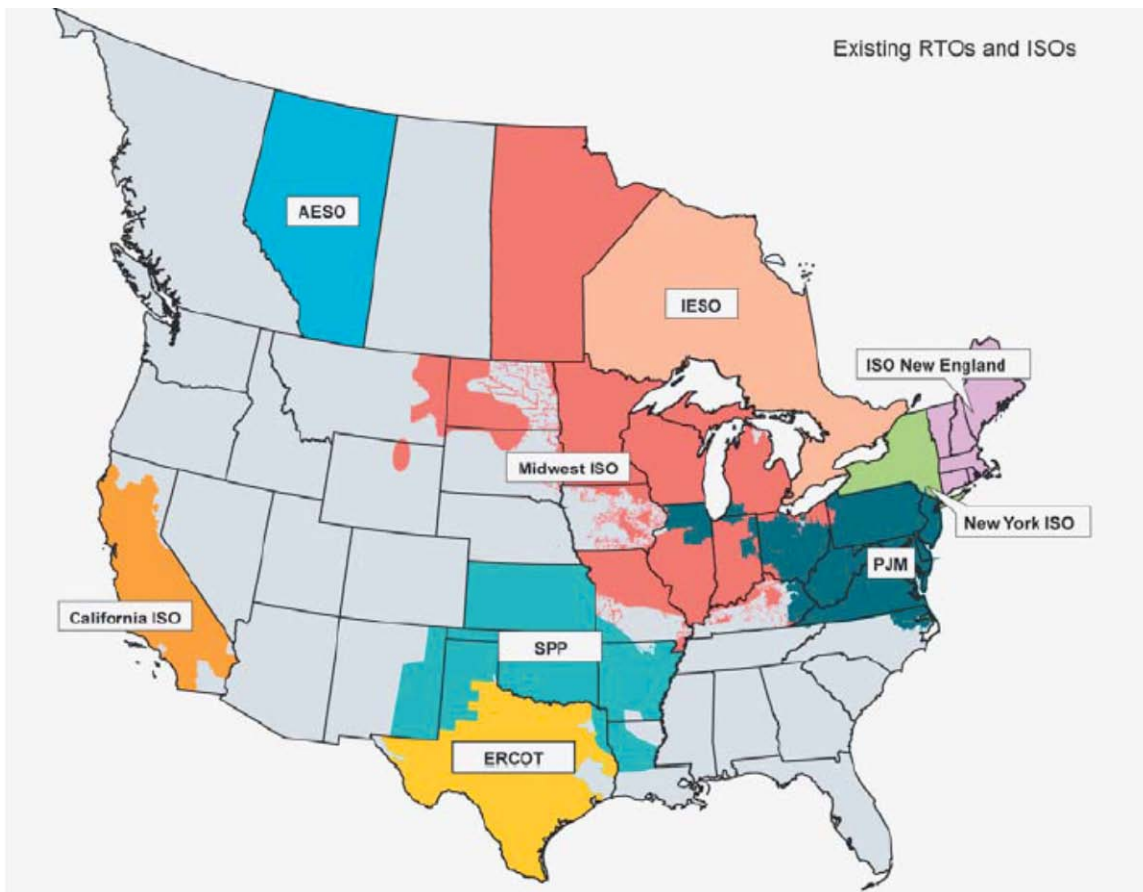 Existing RTOs and ISOs
AESO
IESO
ISO New England
Midwest ISO
New York ISO
PJM
California ISO
SPP
ERCOT